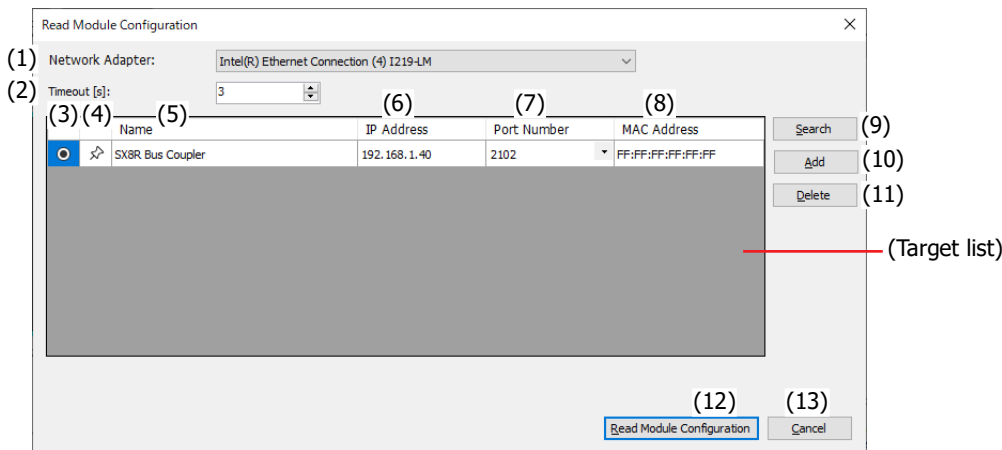 Read Module Configuration
(1) Network Adapter: Intel(R) Ethernet Connection (4) I219-LM
(2) Timeout [s]: 3
(3) (4) (5) (6) (7) (8)
Name IP Address Port Number MAC Address
SX8R Bus Coupler 192.168.1.40 2102 FF:FF:FF:FF:FF:FF
Search (9)
Add (10)
Delete (11)
(Target list)
(12) (13)
Read Module Configuration Cancel